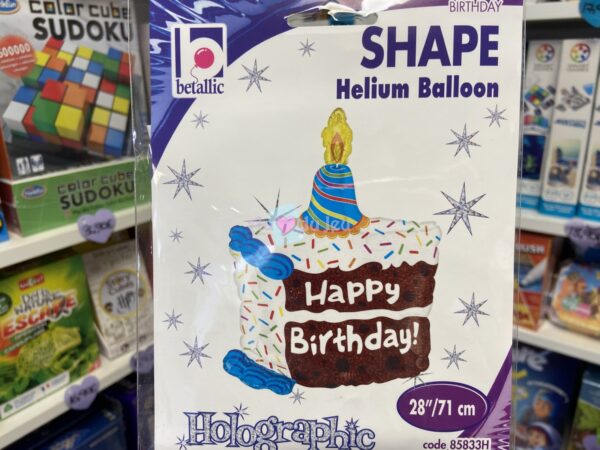 BIRTHDAY
SHAPE
Helium Balloon
betallic
Happy
Birthday!
28"/71 cm
Holographic
code 85833H
COLOR CUBE
SUDOKU
COLOR CUBE
SUDOKU
ESCAPE